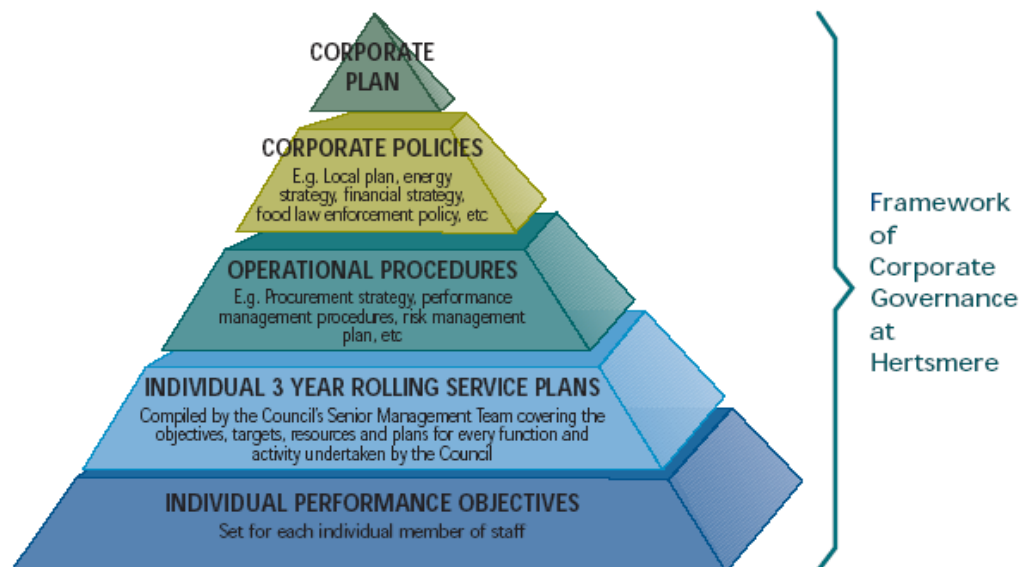 CORPORATE
PLAN
CORPORATE POLICIES
E.g. Local plan, energy
strategy, financial strategy,
food law enforcement policy, etc
OPERATIONAL PROCEDURES
E.g. Procurement strategy, performance
management procedures, risk management
plan, etc
INDIVIDUAL 3 YEAR ROLLING SERVICE PLANS
Compiled by the Council's Senior Management Team covering the
objectives, targets, resources and plans for every function and
activity undertaken by the Council
INDIVIDUAL PERFORMANCE OBJECTIVES
Set for each individual member of staff
Framework
of
Corporate
Governance
at
Hertsmere